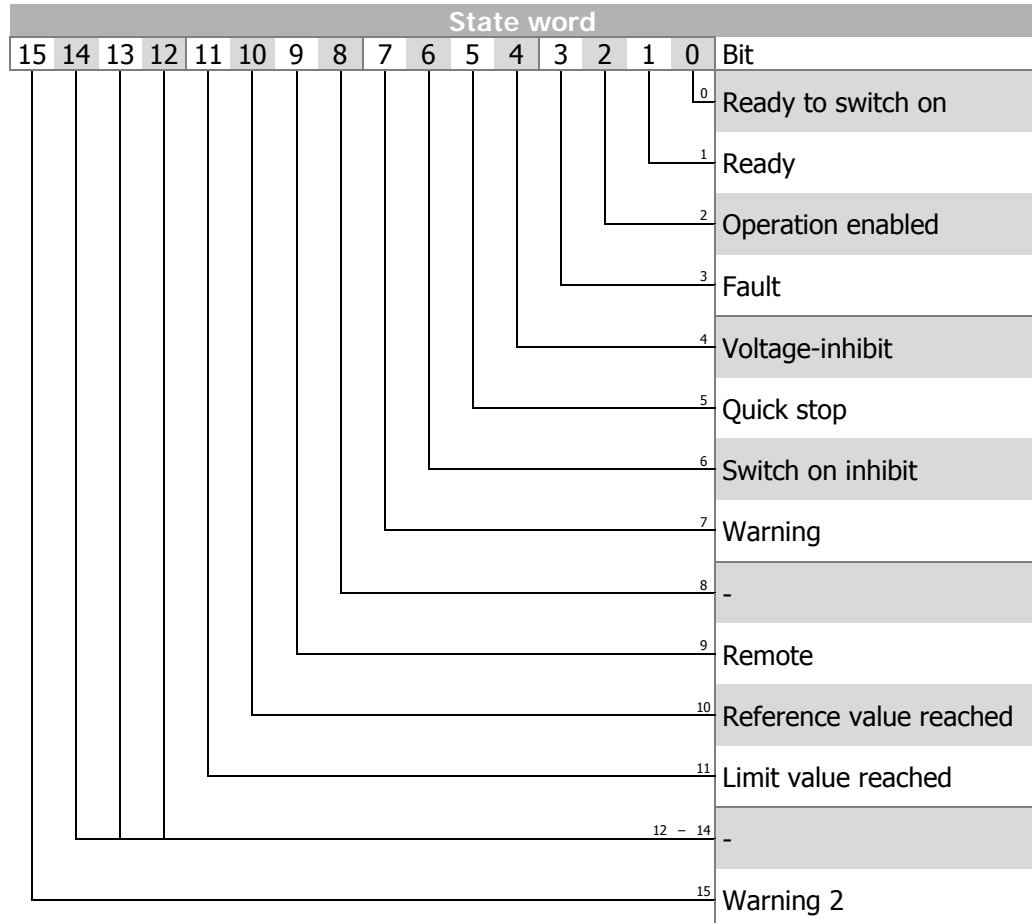 State word
15 14 13 12 11 10 9 8 7 6 5 4 3 2 1 0 Bit
0 Ready to switch on
1 Ready
2 Operation enabled
3 Fault
4 Voltage-inhibit
5 Quick stop
6 Switch on inhibit
7 Warning
8 -
9 Remote
10 Reference value reached
11 Limit value reached
12 – 14 -
15 Warning 2